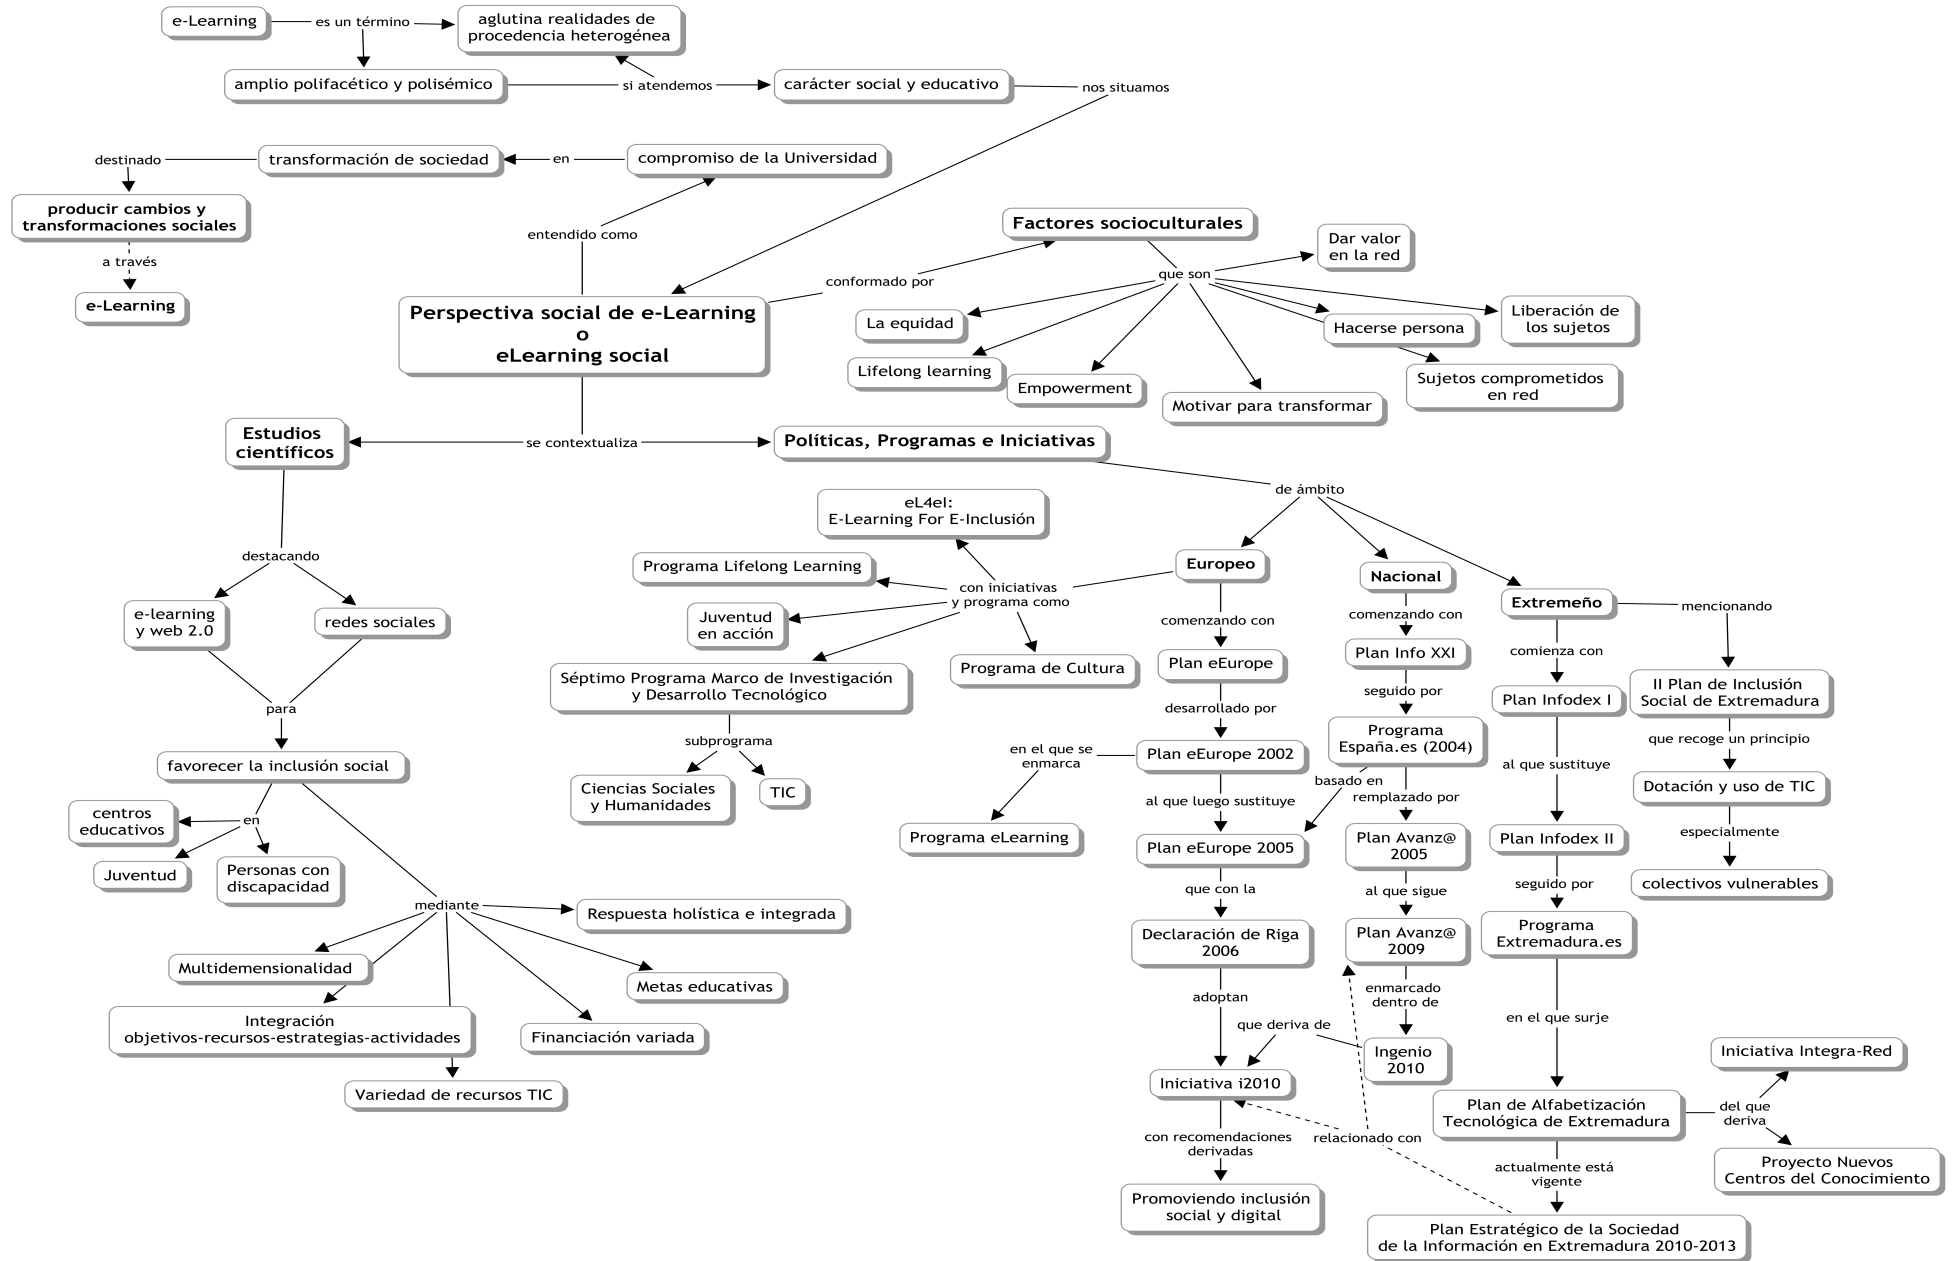 e-Learning
es un término
aglutina realidades de
procedencia heterogénea
amplio polifacético y polisémico
si atendemos
carácter social y educativo
nos situamos
destinado
transformación de sociedad
en
compromiso de la Universidad
producir cambios y
transformaciones sociales
a través
e-Learning
entendido como
Perspectiva social de e-Learning
o
eLearning social
conformado por
Factores socioculturales
que son
Dar valor
en la red
La equidad
Lifelong learning
Empowerment
Motivar para transformar
Hacerse persona
Liberación de
los sujetos
Sujetos comprometidos
en red
se contextualiza
Estudios
científicos
Políticas, Programas e Iniciativas
destacando
e-learning
y web 2.0
redes sociales
para
favorecer la inclusión social
en
centros
educativos
Juventud
Personas con
discapacidad
mediante
Respuesta holística e integrada
Multidemensionalidad
Metas educativas
Integración
objetivos-recursos-estrategias-actividades
Financiación variada
Variedad de recursos TIC
de ámbito
Europeo
Nacional
Extremeño
con iniciativas
y programa como
eL4eI:
E-Learning For E-Inclusión
Programa Lifelong Learning
Juventud
en acción
Séptimo Programa Marco de Investigación
y Desarrollo Tecnológico
Programa de Cultura
subprograma
Ciencias Sociales
y Humanidades
TIC
comenzando con
Plan eEurope
desarrollado por
Plan eEurope 2002
en el que se
enmarca
Programa eLearning
al que luego sustituye
Plan eEurope 2005
que con la
Declaración de Riga
2006
adoptan
Iniciativa i2010
con recomendaciones
derivadas
Promoviendo inclusión
social y digital
comenzando con
Plan Info XXI
seguido por
Programa
España.es (2004)
basado en
remplazado por
Plan Avanz@
2005
al que sigue
Plan Avanz@
2009
enmarcado
dentro de
Ingenio
2010
que deriva de
relacionado con
comienza con
Plan Infodex I
al que sustituye
Plan Infodex II
seguido por
Programa
Extremadura.es
en el que surje
Plan de Alfabetización
Tecnológica de Extremadura
del que
deriva
Iniciativa Integra-Red
Proyecto Nuevos
Centros del Conocimiento
actualmente está
vigente
Plan Estratégico de la Sociedad
de la Información en Extremadura 2010-2013
mencionando
II Plan de Inclusión
Social de Extremadura
que recoge un principio
Dotación y uso de TIC
especialmente
colectivos vulnerables